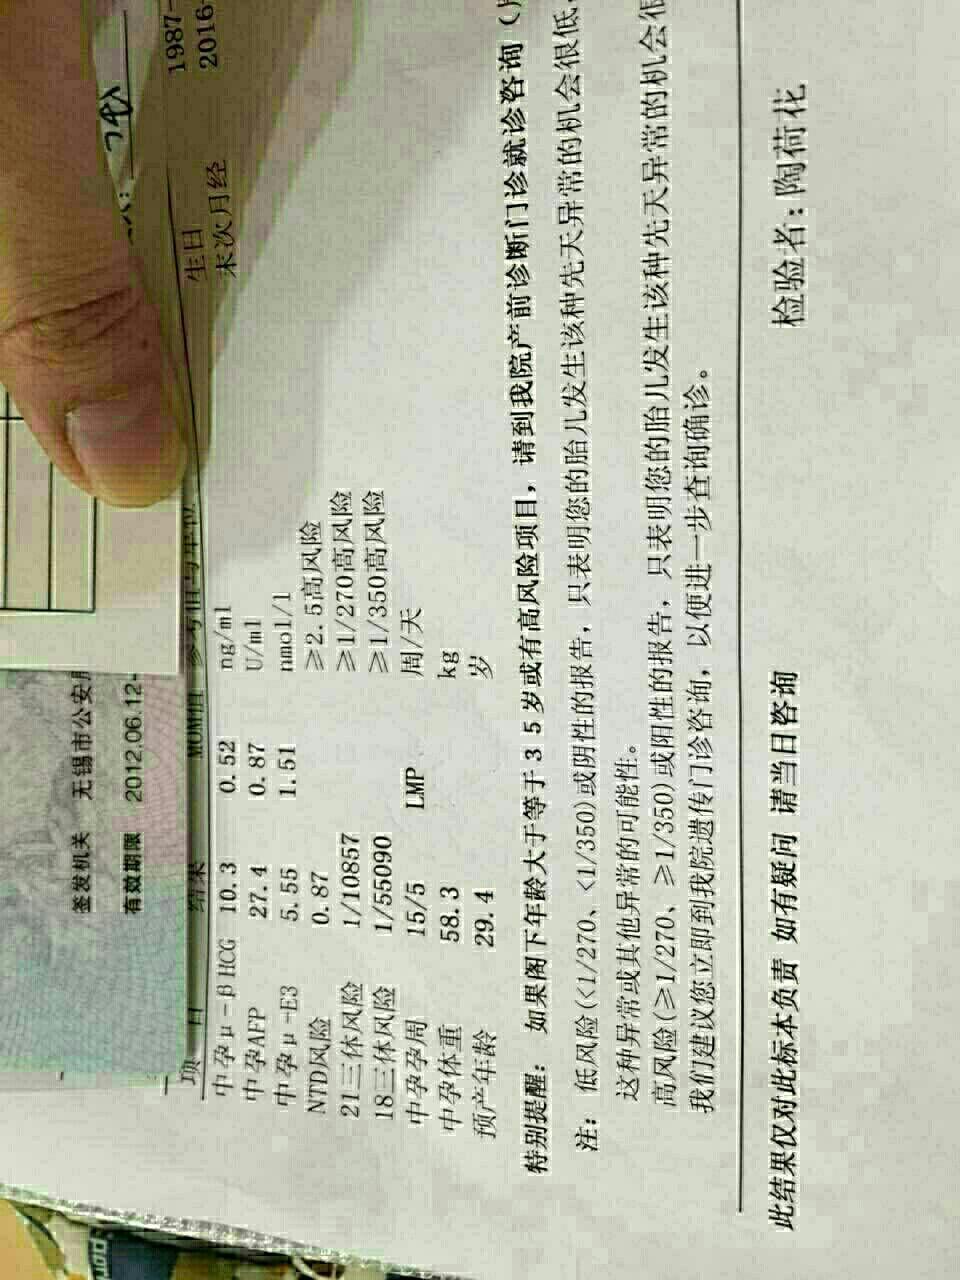 签发机关 无锡市公安
有效期限 2012.06.12-
项 目 结果 MOM值 参考值与单位
生日 1987-
末次月经 2016-
中孕μ-βHCG 10.3 0.52 ng/ml
中孕AFP 27.4 0.87 U/ml
中孕μ-E3 5.55 1.51 nmol/l
NTD风险 0.87 ≥2.5高风险
21三体风险 1/10857 ≥1/270高风险
18三体风险 1/55090 ≥1/350高风险
中孕孕周 15/5 LMP 周/天
中孕体重 58.3 kg
预产年龄 29.4 岁
特别提醒： 如果阁下年龄大于等于35岁或有高风险项目， 请到我院产前诊断门诊就诊咨询（
注： 低风险(<1/270、<1/350)或阴性的报告， 只表明您的胎儿发生该种先天异常的机会很低，
这种异常或其他异常的可能性。
高风险(≥1/270、≥1/350)或阳性的报告， 只表明您的胎儿发生该种先天异常的机会很
我们建议您立即到我院遗传门诊咨询， 以便进一步查询确诊。
此结果仅对此标本负责 如有疑问 请当日咨询
检验者：陶荷花